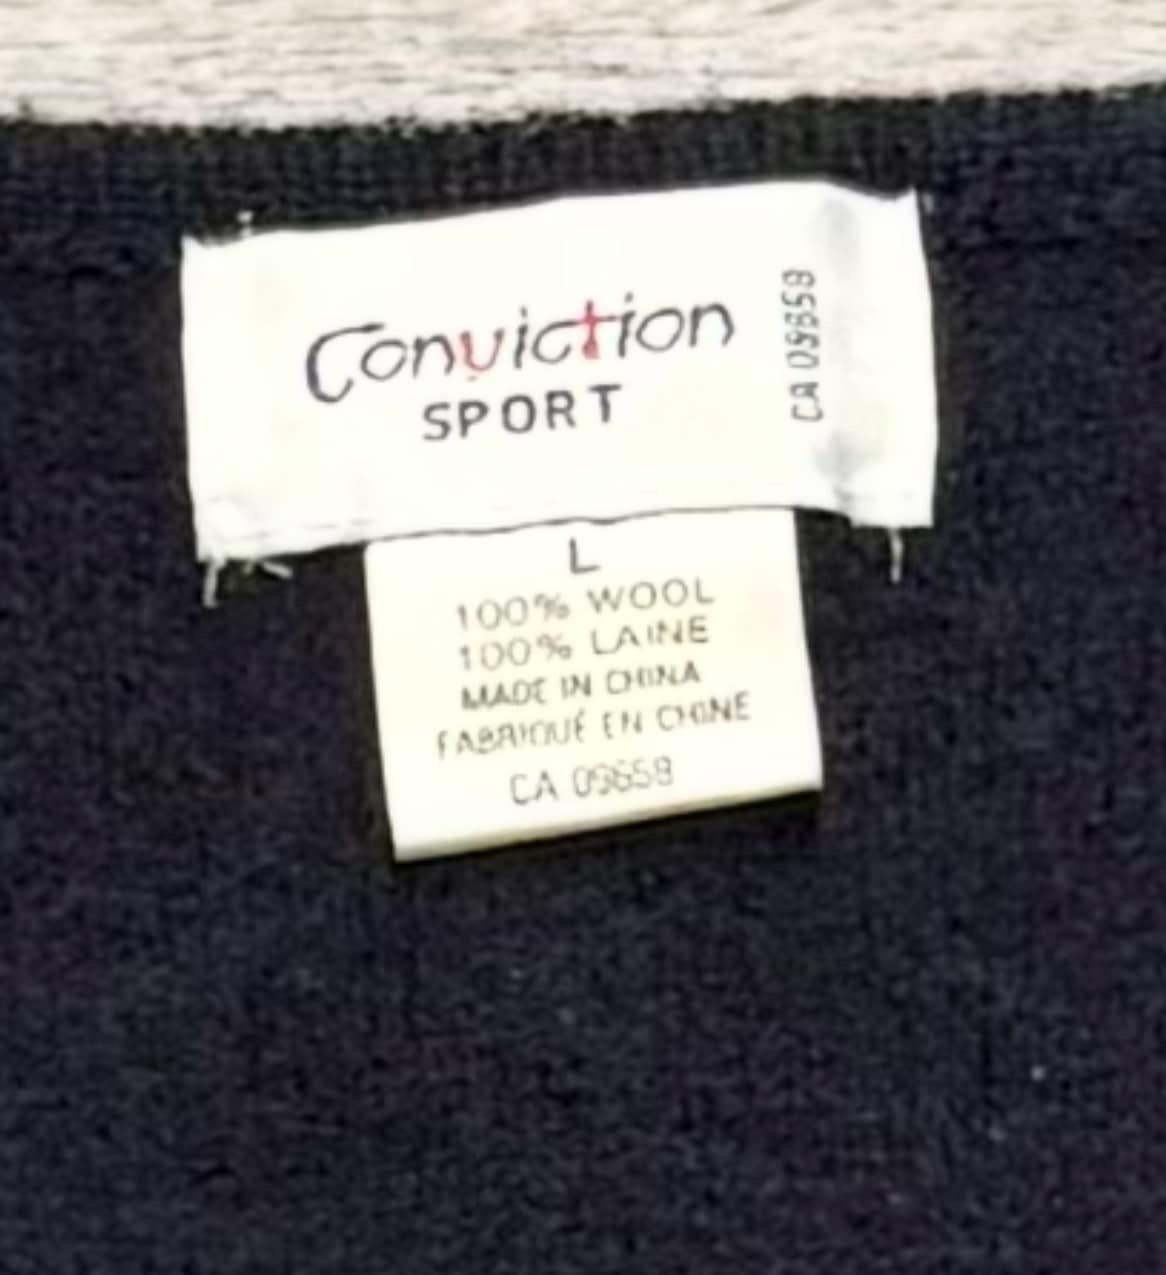 Conviction
SPORT
CA 09659
L
100% WOOL
100% LAINE
MADE IN CHINA
FABRIQUÉ EN CHINE
CA 09659